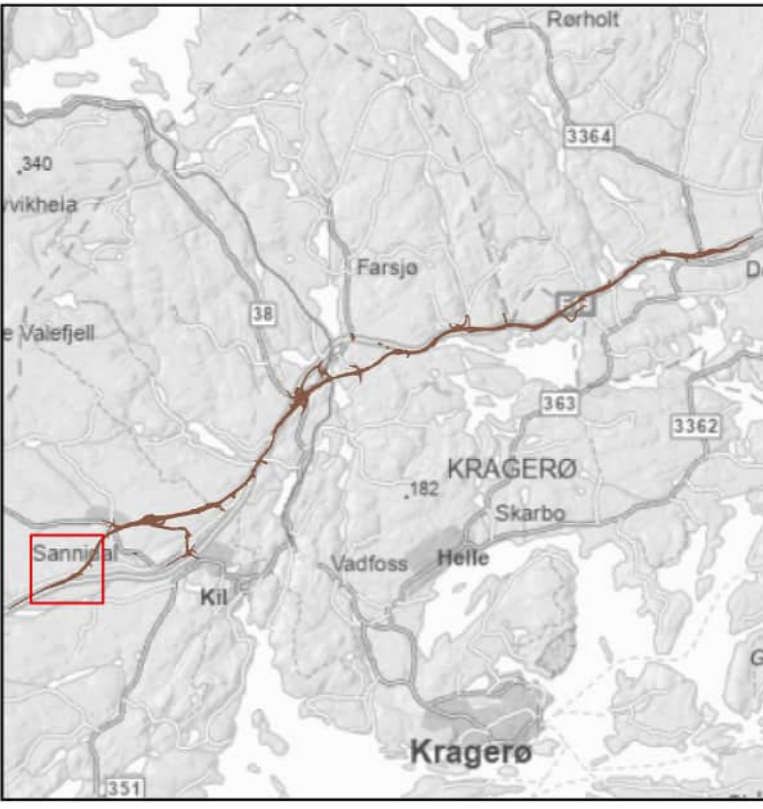 Rørholt
3364
340
vikheia
Farsjø
38
e Valefjell
363
3362
KRAGERØ
182
Skarbo
Sannidal
Vadfoss
Helle
Kil
Kragerø
351